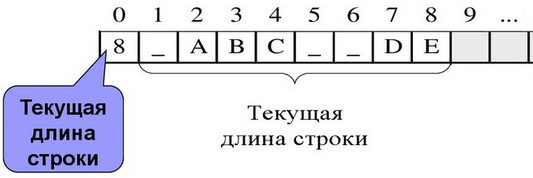 0 1 2 3 4 5 6 7 8 9 ...
8 _ A B C _ _ D E
Текущая
длина
строки
Текущая
длина строки